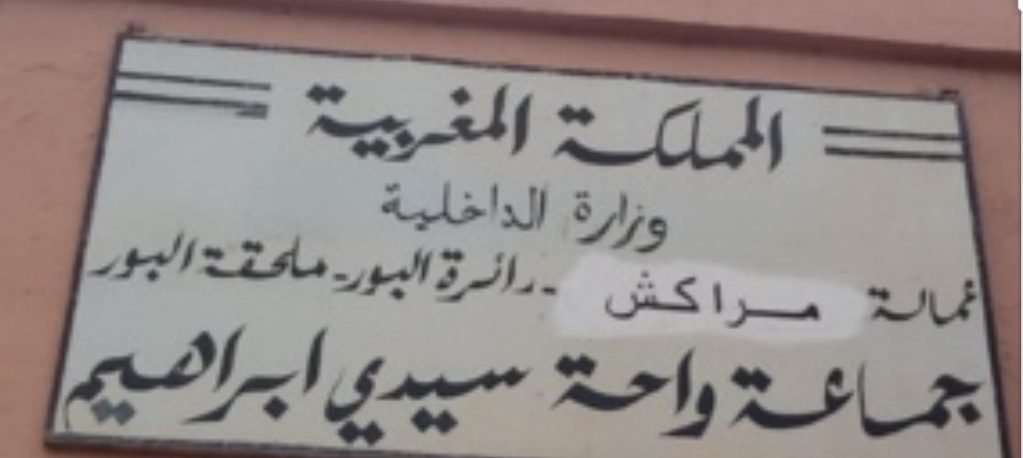 المملكة المغربية
وزارة الداخلية
عمالة مراكش - دائرة البور - ملحقة البور
جماعة واحة سيدي ابراهيم